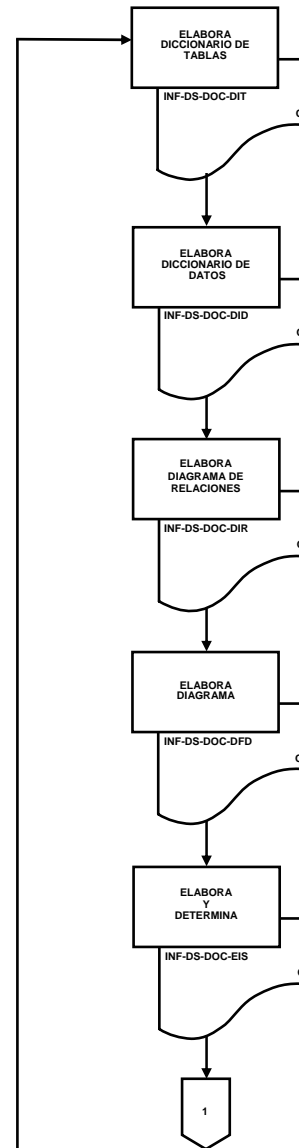 ELABORA
DICCIONARIO DE
TABLAS
INF-DS-DOC-DIT
ELABORA
DICCIONARIO DE
DATOS
INF-DS-DOC-DID
ELABORA
DIAGRAMA DE
RELACIONES
INF-DS-DOC-DIR
ELABORA
DIAGRAMA
INF-DS-DOC-DFD
ELABORA
Y
DETERMINA
INF-DS-DOC-EIS
1